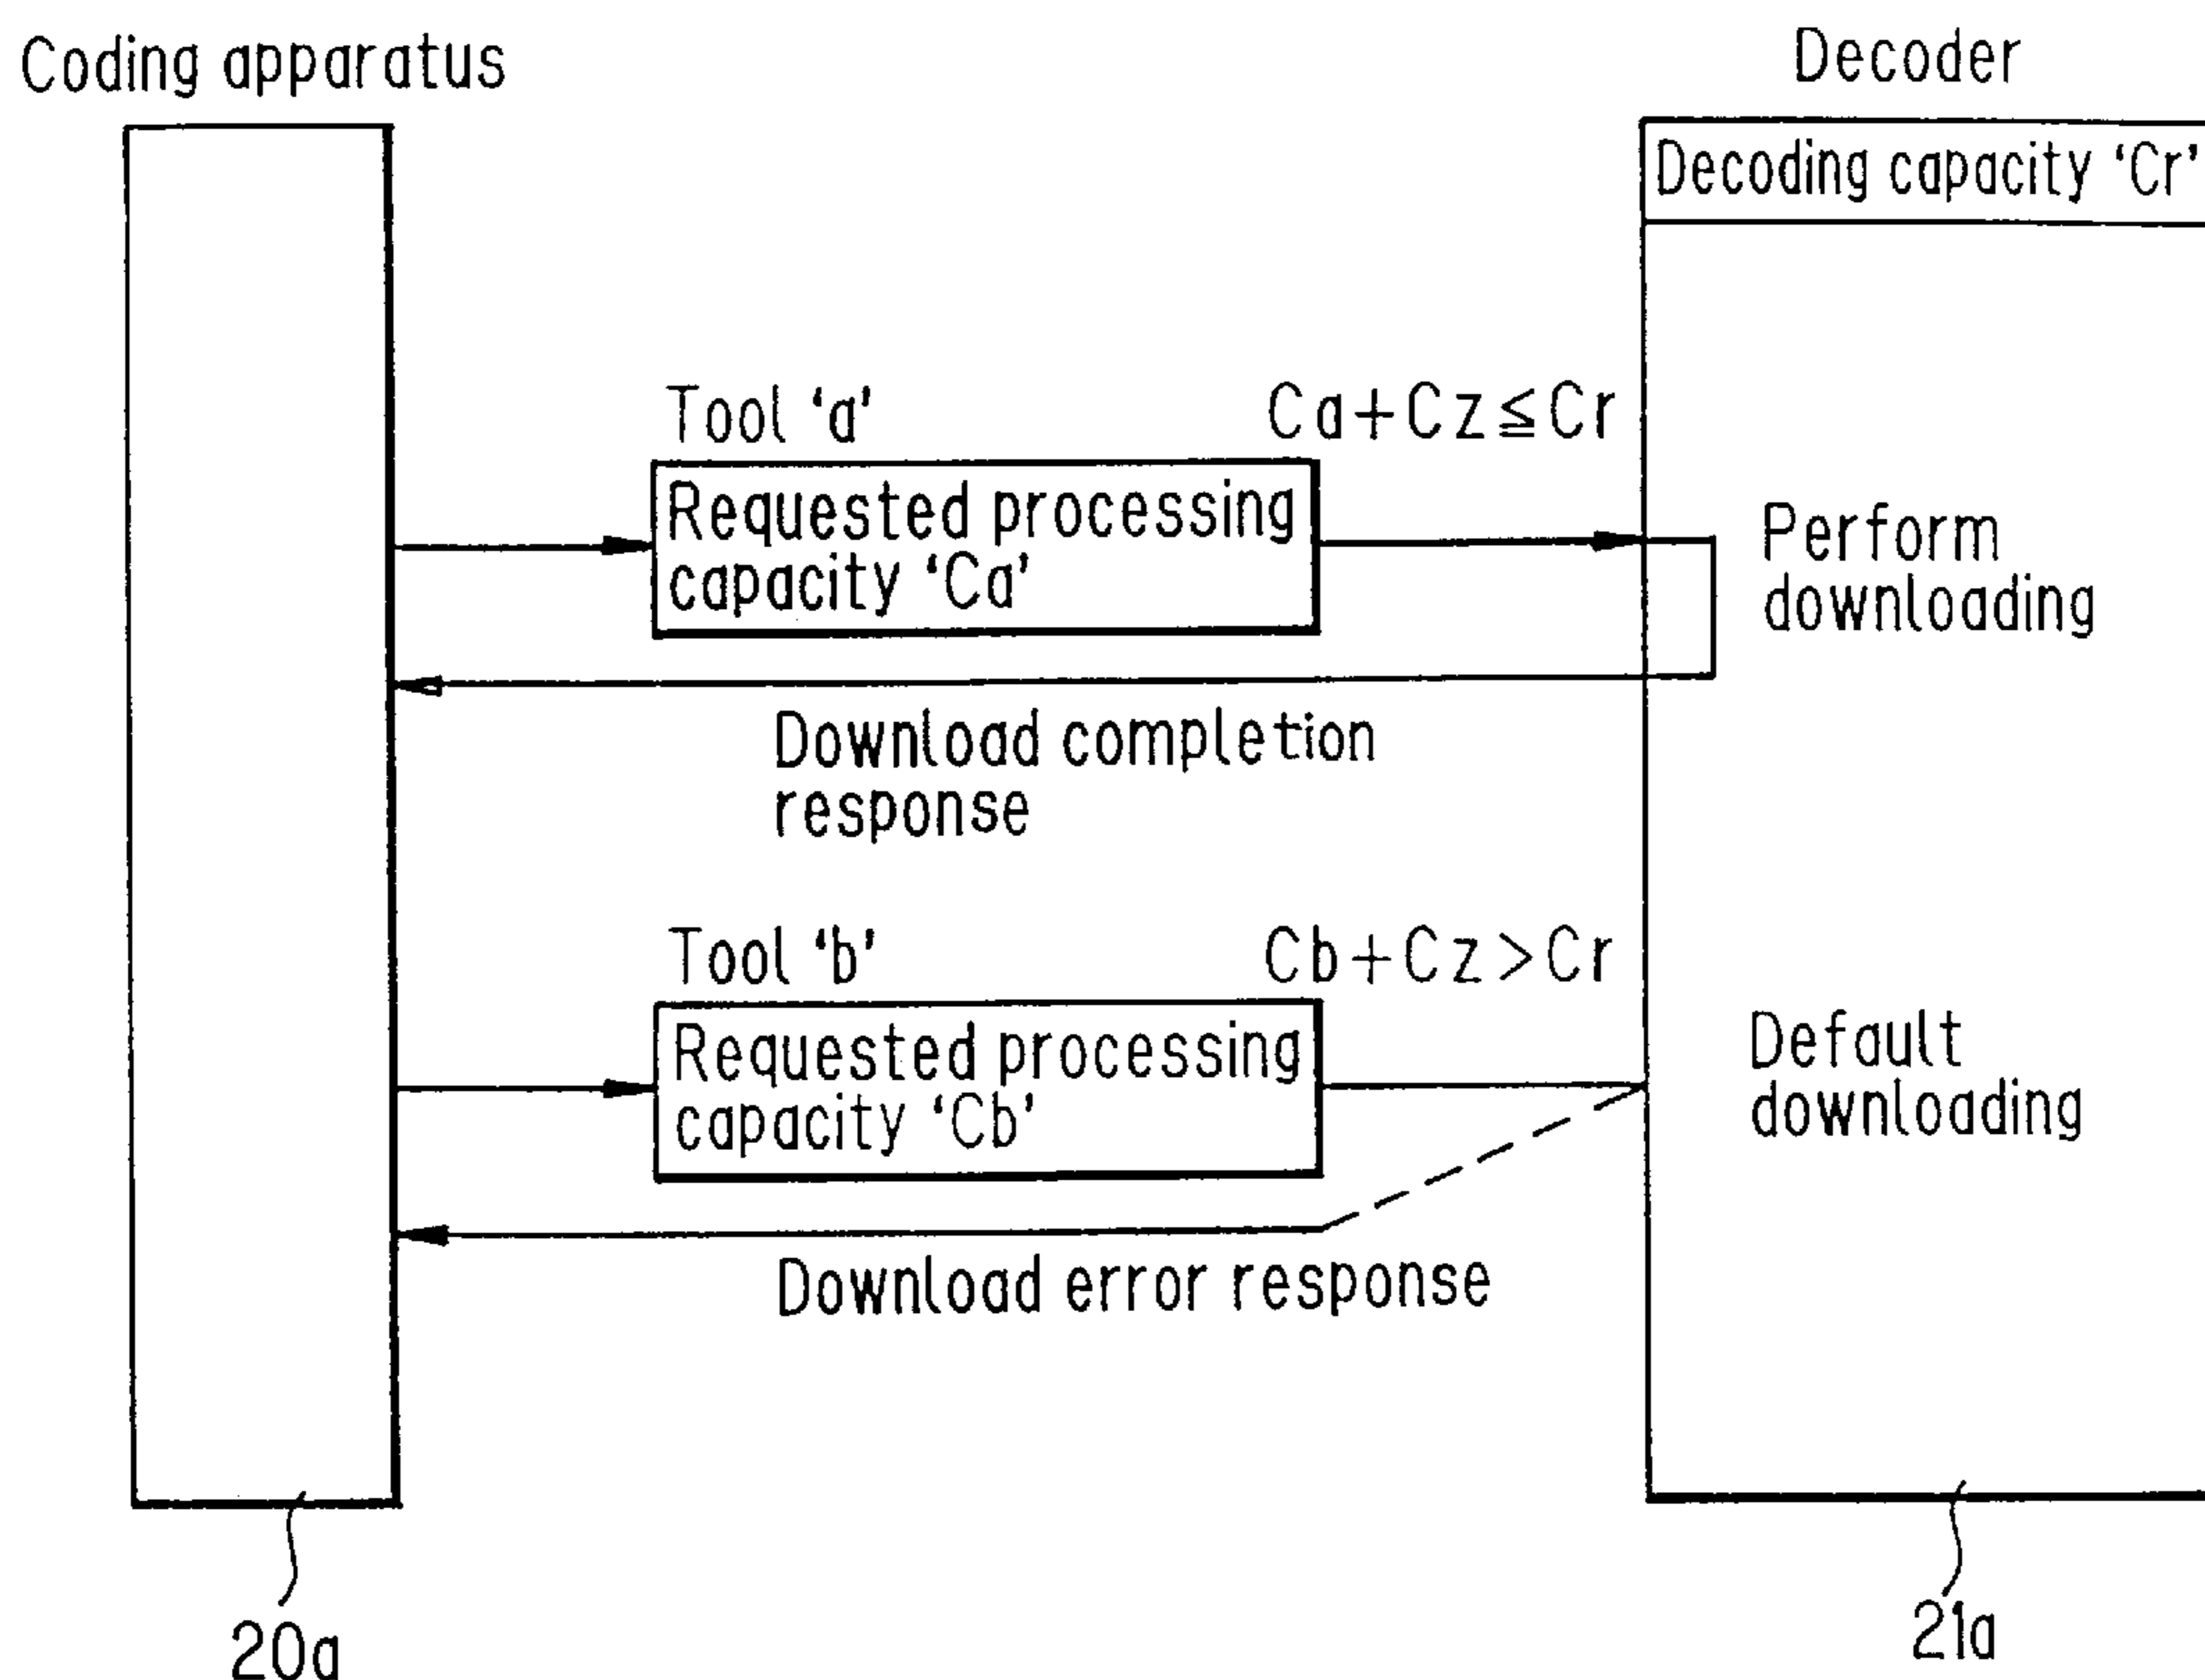 Coding apparatus
Decoder
Decoding capacity ‘Cr’
Tool ‘a’
Ca+Cz≦Cr
Requested processing
capacity ‘Ca’
Perform
downloading
Download completion
response
Tool ‘b’
Cb+Cz>Cr
Requested processing
capacity ‘Cb’
Default
downloading
Download error response
20a
21a